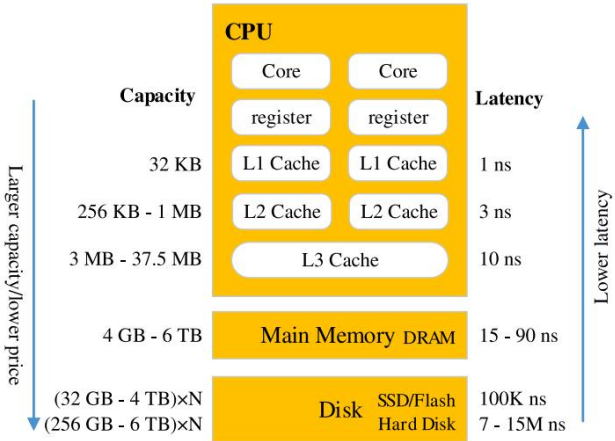 CPU
Core Core
Capacity Latency
register register
32 KB L1 Cache L1 Cache 1 ns
256 KB - 1 MB L2 Cache L2 Cache 3 ns
3 MB - 37.5 MB L3 Cache 10 ns
4 GB - 6 TB Main Memory DRAM 15 - 90 ns
(32 GB - 4 TB)×N SSD/Flash 100K ns
Disk
(256 GB - 6 TB)×N Hard Disk 7 - 15M ns
Larger capacity/lower price
Lower latency